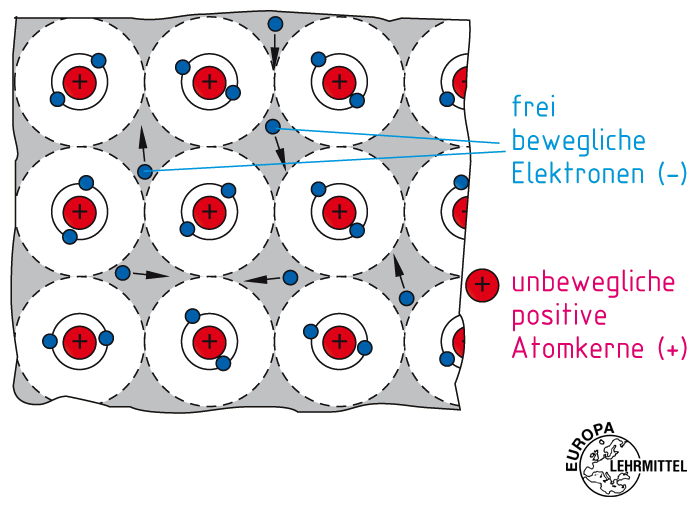 frei
bewegliche
Elektronen (–)
unbewegliche
positive
Atomkerne (+)
EUROPA
LEHRMITTEL